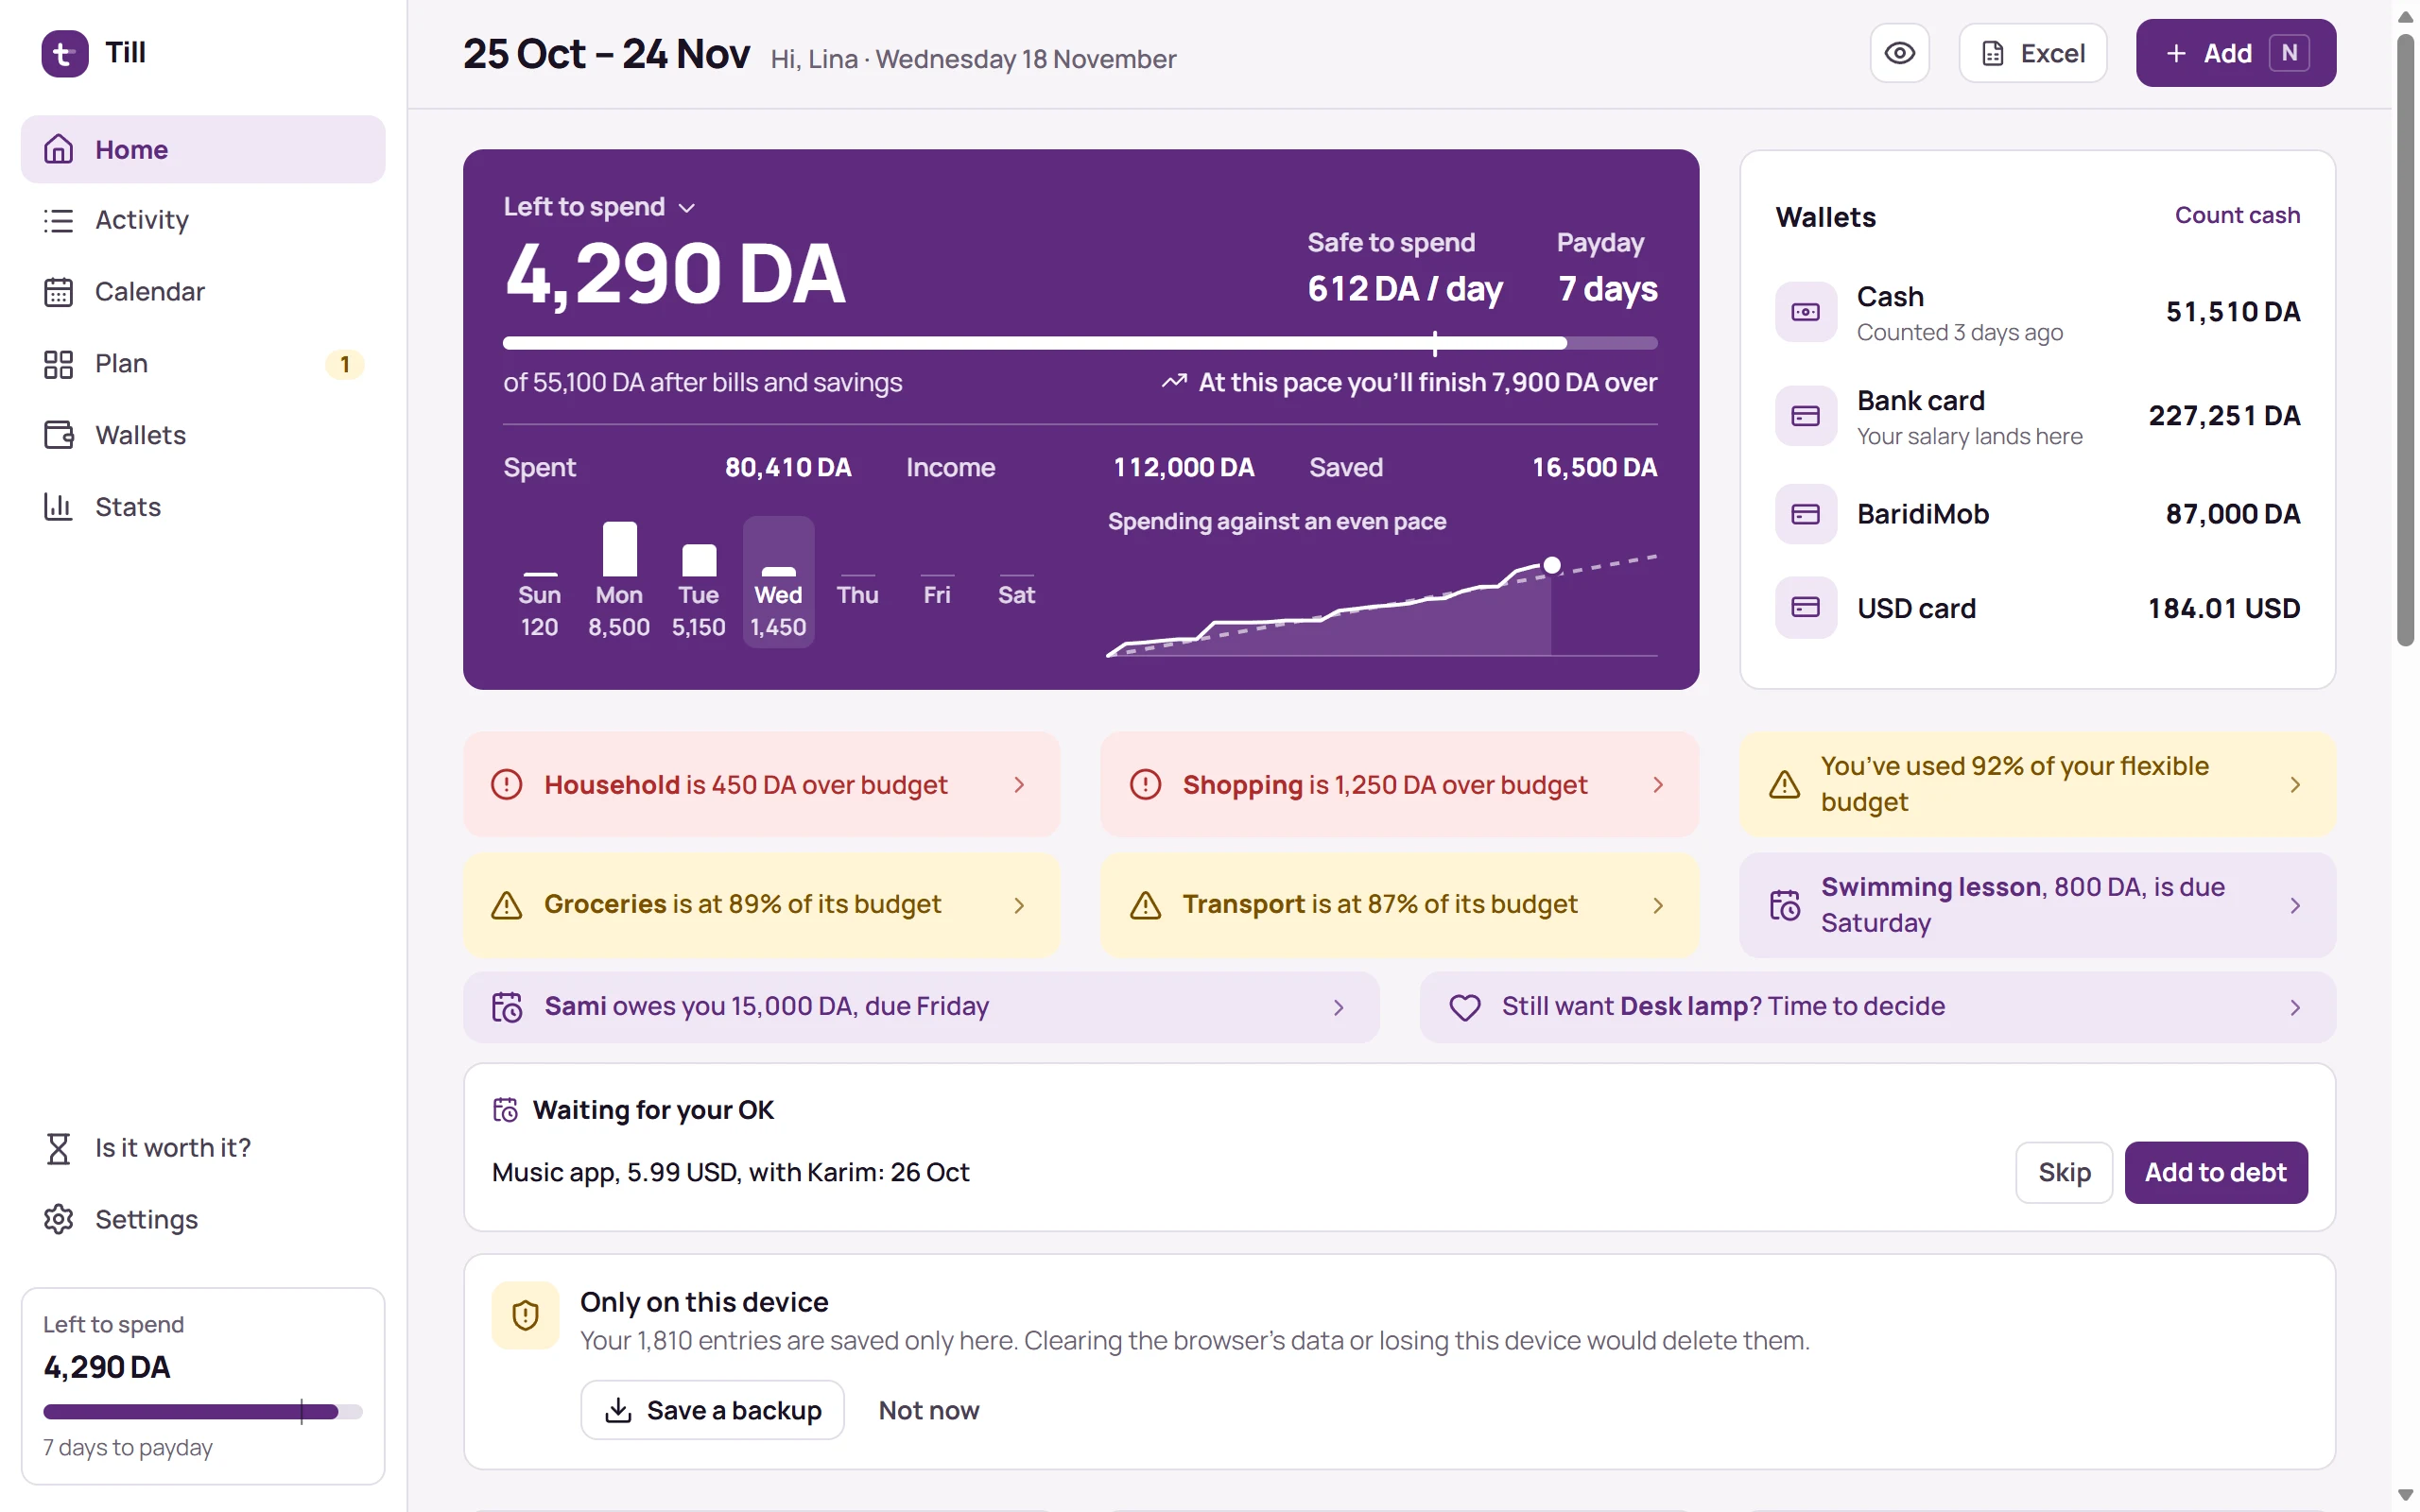 Till
Home
Activity
Calendar
Plan
1
Wallets
Stats
Is it worth it?
Settings
Left to spend
4,290 DA
7 days to payday
25 Oct – 24 Nov
Hi, Lina · Wednesday 18 November
Excel
Add N
Left to spend
4,290 DA
Safe to spend
612 DA / day
Payday
7 days
of 55,100 DA after bills and savings
At this pace you’ll finish 7,900 DA over
Spent 80,410 DA
Income 112,000 DA
Saved 16,500 DA
Sun Mon Tue Wed Thu Fri Sat
120 8,500 5,150 1,450
Spending against an even pace
Wallets
Count cash
Cash
Counted 3 days ago
51,510 DA
Bank card
Your salary lands here
227,251 DA
BaridiMob
87,000 DA
USD card
184.01 USD
Household is 450 DA over budget
Shopping is 1,250 DA over budget
You’ve used 92% of your flexible
budget
Groceries is at 89% of its budget
Transport is at 87% of its budget
Swimming lesson, 800 DA, is due
Saturday
Sami owes you 15,000 DA, due Friday
Still want Desk lamp? Time to decide
Waiting for your OK
Music app, 5.99 USD, with Karim: 26 Oct
Skip
Add to debt
Only on this device
Your 1,810 entries are saved only here. Clearing the browser’s data or losing this device would delete them.
Save a backup
Not now